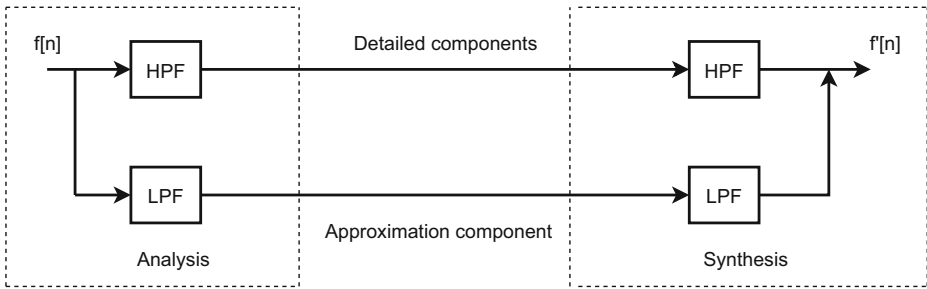 f[n]
Detailed components
f'[n]
HPF
HPF
LPF
LPF
Approximation component
Analysis
Synthesis